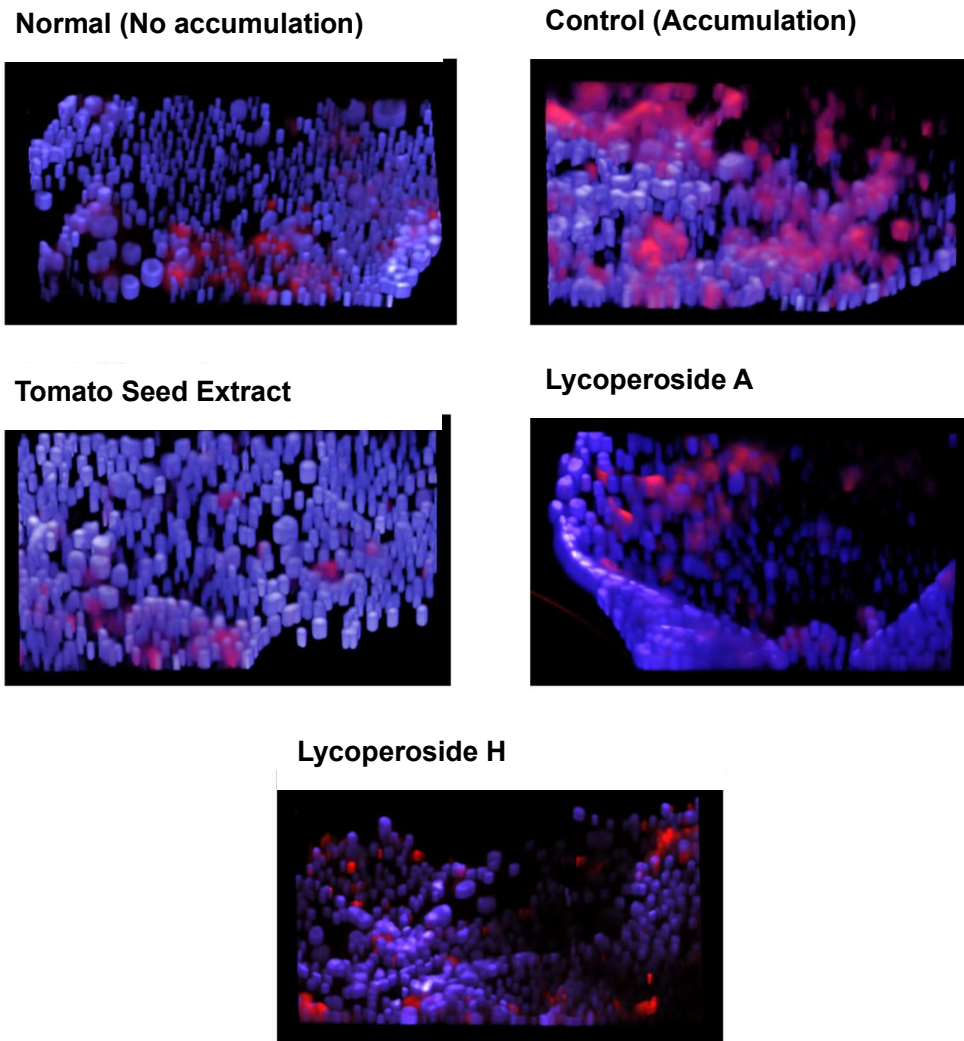 Normal (No accumulation)
Control (Accumulation)
Tomato Seed Extract
Lycoperoside A
Lycoperoside H